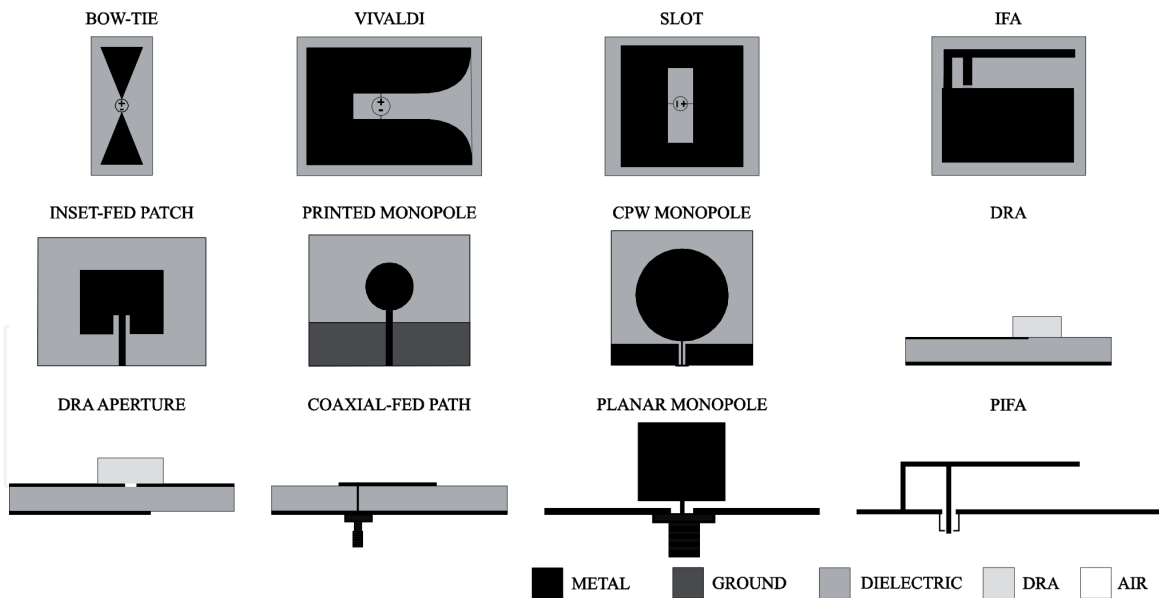 BOW-TIE VIVALDI SLOT IFA
+
-
+
-
I +
INSET-FED PATCH PRINTED MONOPOLE CPW MONOPOLE DRA
DRA APERTURE COAXIAL-FED PATH PLANAR MONOPOLE PIFA
METAL GROUND DIELECTRIC DRA AIR